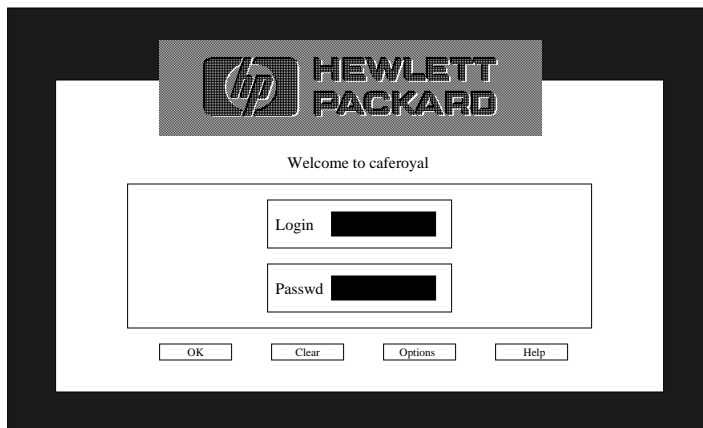 hp HEWLETT
PACKARD
Welcome to caferoyal
Login
Passwd
OK Clear Options Help